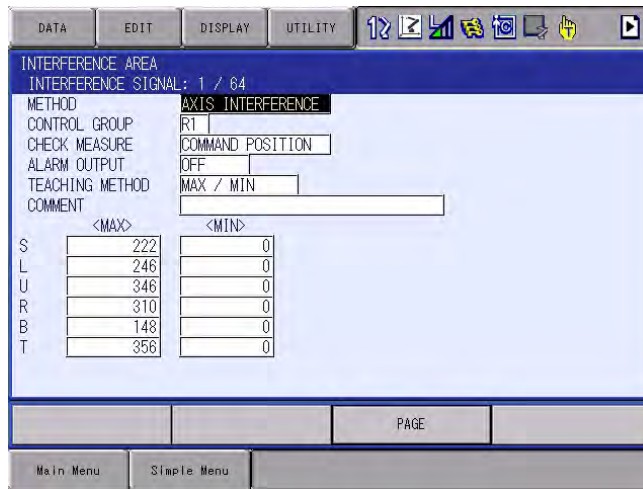 DATA EDIT DISPLAY UTILITY
INTERFERENCE AREA
INTERFERENCE SIGNAL: 1 / 64
METHOD AXIS INTERFERENCE
CONTROL GROUP R1
CHECK MEASURE COMMAND POSITION
ALARM OUTPUT OFF
TEACHING METHOD MAX / MIN
COMMENT
<MAX> <MIN>
S 222 0
L 246 0
U 346 0
R 310 0
B 148 0
T 356 0
PAGE
Main Menu Simple Menu